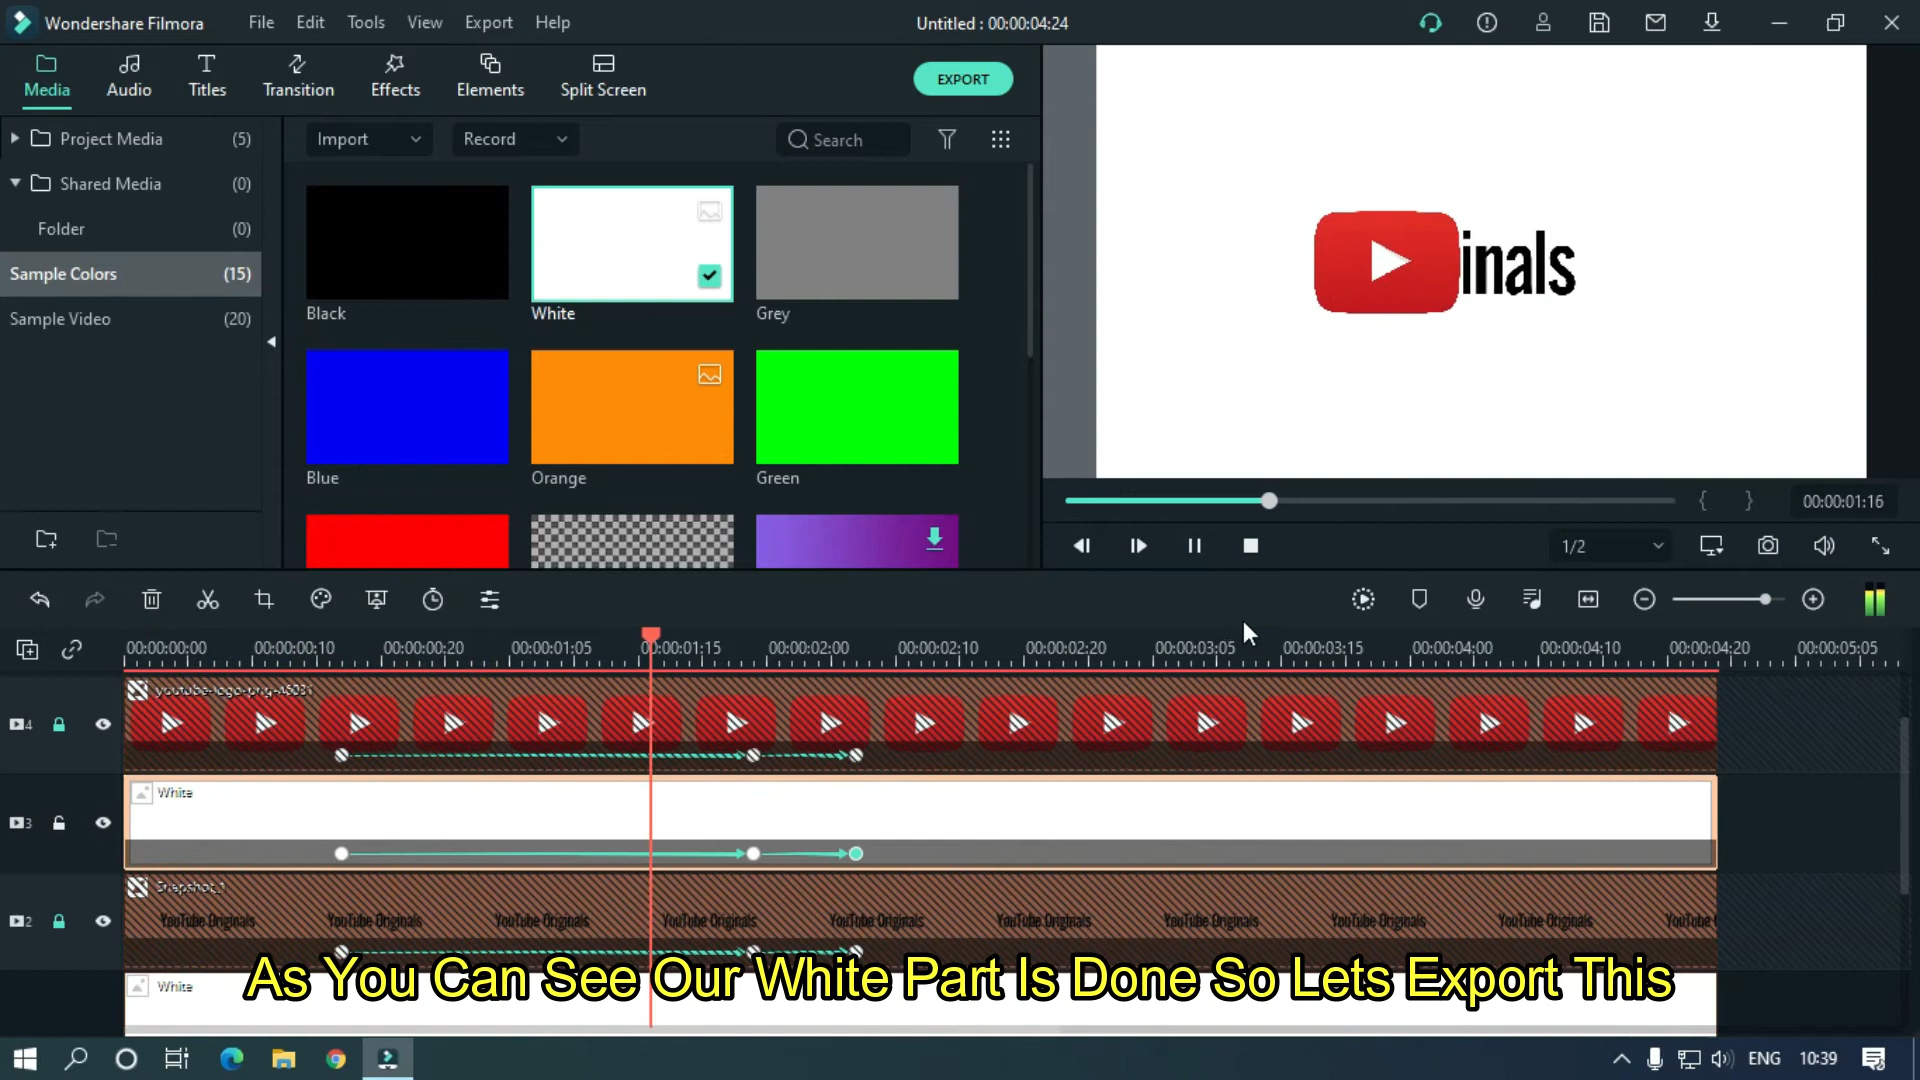 Wondershare Filmora File Edit Tools View Export Help Untitled : 00:00:04:24
Media Audio Titles Transition Effects Elements Split Screen EXPORT
Project Media (5)
Shared Media (0)
Folder (0)
Sample Colors (15)
Sample Video (20)
Import Record Search
Black White Grey
Blue Orange Green
inals
00:00:01:16
1/2
00:00:00:00 00:00:00:10 00:00:00:20 00:00:01:05 00:00:01:15 00:00:02:00 00:00:02:10 00:00:02:20 00:00:03:05 00:00:03:15 00:00:04:00 00:00:04:10 00:00:04:20 00:00:05:05
youtube-logo-png-46031
4
White
3
Snapshot_1
2 YouTube Originals YouTube Originals YouTube Originals YouTube Originals YouTube Originals YouTube Originals YouTube Originals YouTube Originals YouTube Originals YouTube
White
As You Can See Our White Part Is Done So Lets Export This
ENG 10:39